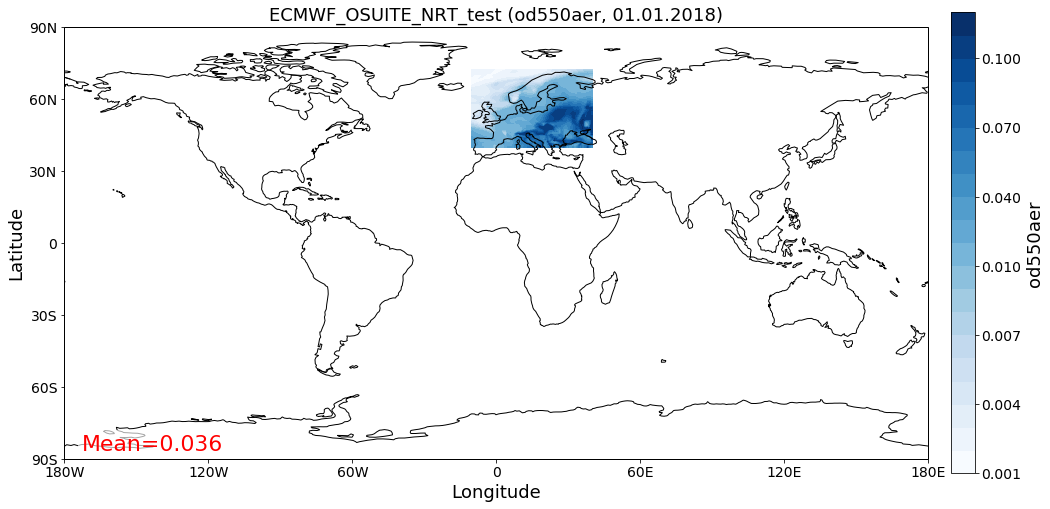 ECMWF_OSUITE_NRT_test (od550aer, 01.01.2018)
90N
60N
30N
0
30S
60S
90S
Latitude
Mean=0.036
180W
120W
60W
0
60E
120E
180E
Longitude
0.100
0.070
0.040
0.010
0.007
0.004
0.001
od550aer